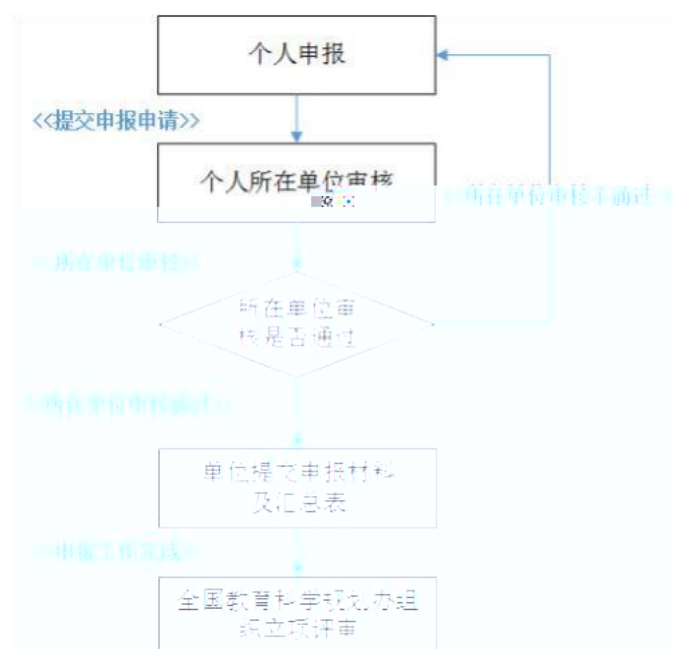 个人申报
<<提交申报申请>>
个人所在单位审核
<<所在单位审核不通过>>
<<所在单位审核>>
所在单位审
核是否通过
<<所在单位审核通过>>
单位提交申报材料
及汇总表
<<申报工作完成>>
全国教育科学规划办组
织立项评审